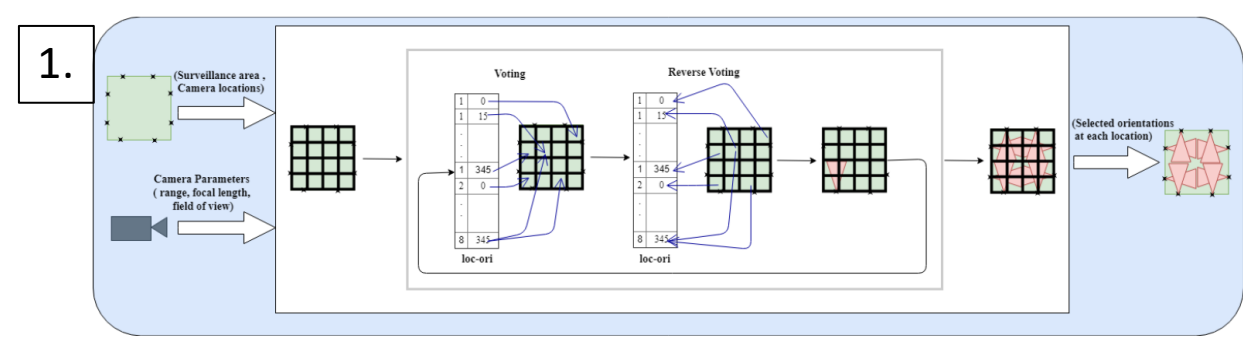 1.
(Surveillance area ,
Camera locations)
Camera Parameters
( range, focal length,
field of view)
Voting
1 0
1 15
.
.
.
1 345
2 0
.
.
.
8 345
loc-ori
Reverse Voting
1 0
1 15
.
.
.
1 345
2 0
.
.
.
8 345
loc-ori
(Selected orientations
at each location)